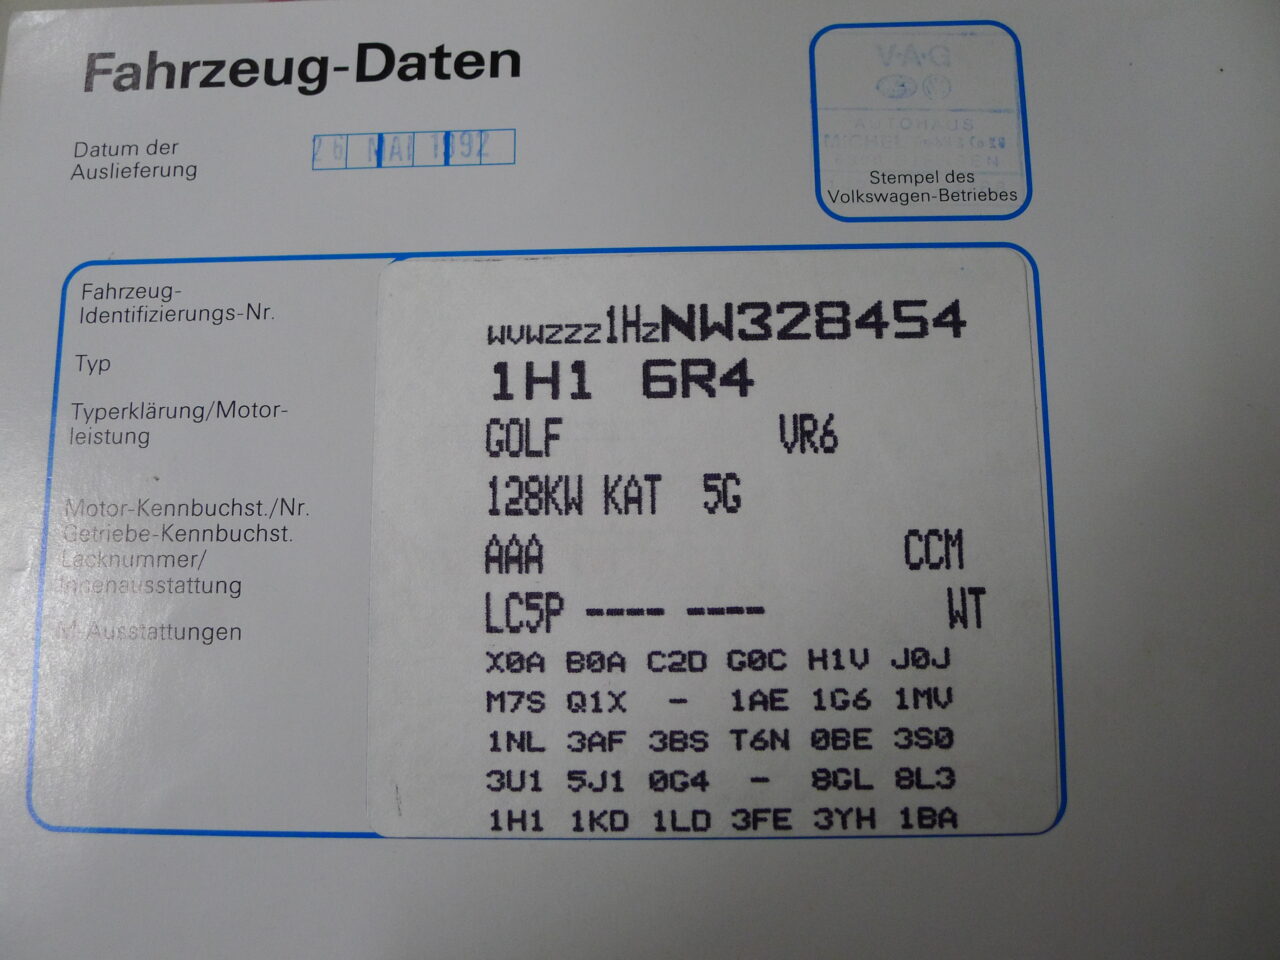 Fahrzeug-Daten
Datum der
Auslieferung
26 MAI 1992
D·A·V
AUTOHAUS
Stempel des
Volkswagen-Betriebes
Fahrzeug-
Identifizierungs-Nr.
WVWZZZ1HZNW328454
Typ
1H1 6R4
Typerklärung/Motor-
leistung
GOLF VR6
128KW KAT 5G
Motor-Kennbuchst./Nr.
Getriebe-Kennbuchst.
AAA CCM
Lacknummer/
Innenausstattung
LC5P ---- ---- WT
M-Ausstattungen
X0A B0A C2D G0C H1V J0J
M7S Q1X - 1AE 1G6 1MV
1NL 3AF 3BS T6N 0BE 3S0
3U1 5J1 0G4 - 8GL 8L3
1H1 1KD 1LD 3FE 3YH 1BA